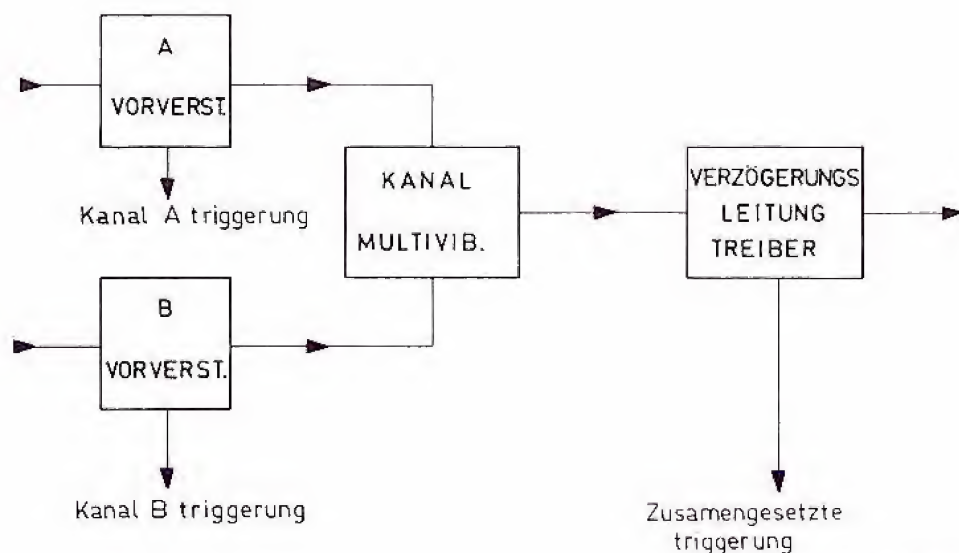 A
VORVERST.
Kanal A triggerung
KANAL
MULTIVIB.
VERZÖGERUNGS
LEITUNG
TREIBER
B
VORVERST.
Kanal B triggerung
Zusamengesetzte
triggerung